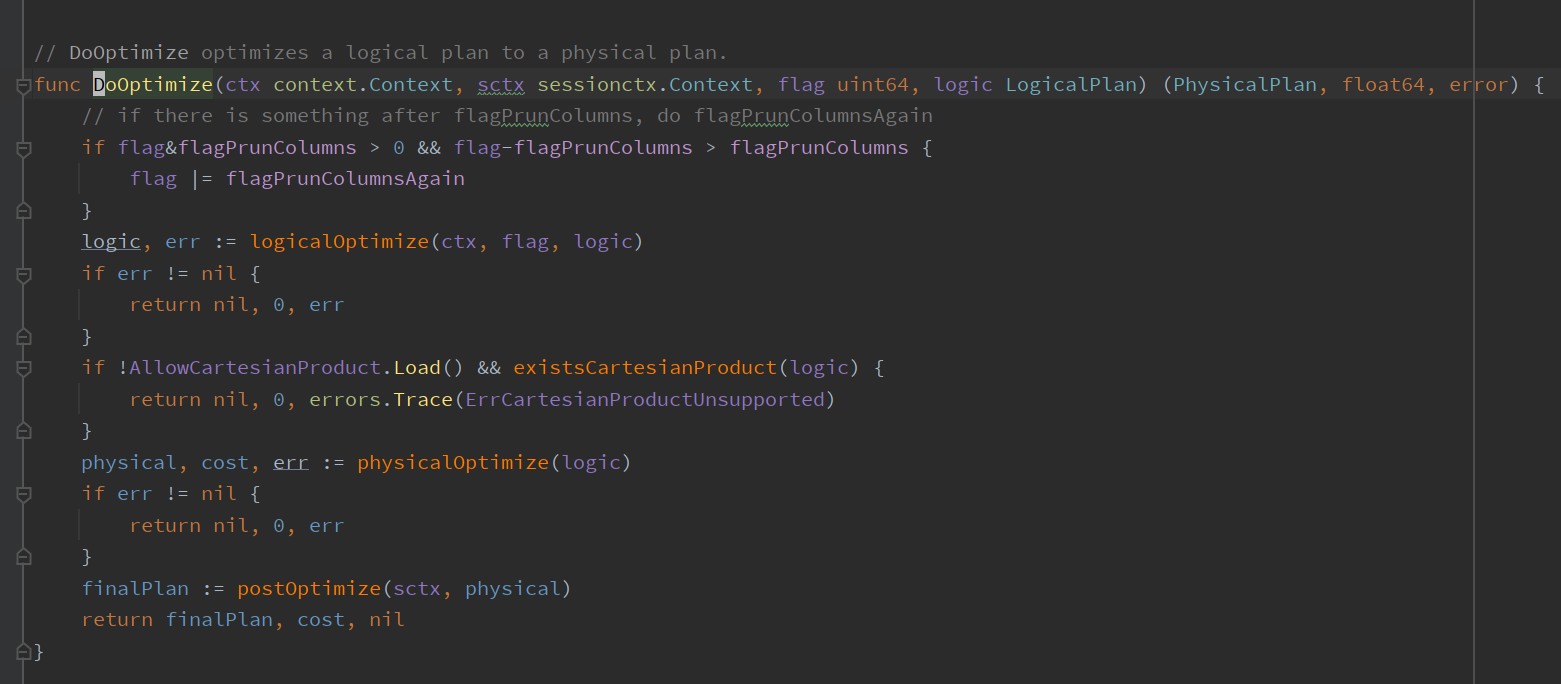 // DoOptimize optimizes a logical plan to a physical plan.
func DoOptimize(ctx context.Context, sctx sessionctx.Context, flag uint64, logic LogicalPlan) (PhysicalPlan, float64, error) {
    // if there is something after flagPrunColumns, do flagPrunColumnsAgain
    if flag&flagPrunColumns > 0 && flag-flagPrunColumns > flagPrunColumns {
        flag |= flagPrunColumnsAgain
    }
    logic, err := logicalOptimize(ctx, flag, logic)
    if err != nil {
        return nil, 0, err
    }
    if !AllowCartesianProduct.Load() && existsCartesianProduct(logic) {
        return nil, 0, errors.Trace(ErrCartesianProductUnsupported)
    }
    physical, cost, err := physicalOptimize(logic)
    if err != nil {
        return nil, 0, err
    }
    finalPlan := postOptimize(sctx, physical)
    return finalPlan, cost, nil
}